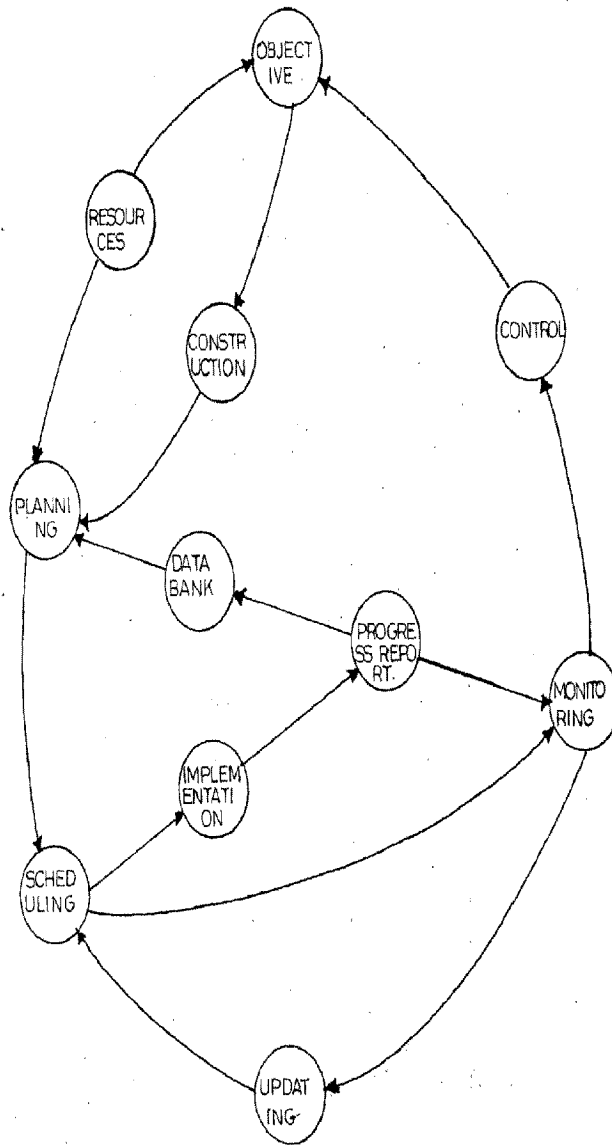 OBJECT
IVE
RESOUR
CES
CONSTR
UCTION
CONTROL
PLANNI
NG
DATA
BANK
PROGRE
SS REPO
RT.
MONITO
RING
IMPLEM
ENTATI
ON
SCHED
ULING
UPDAT
ING